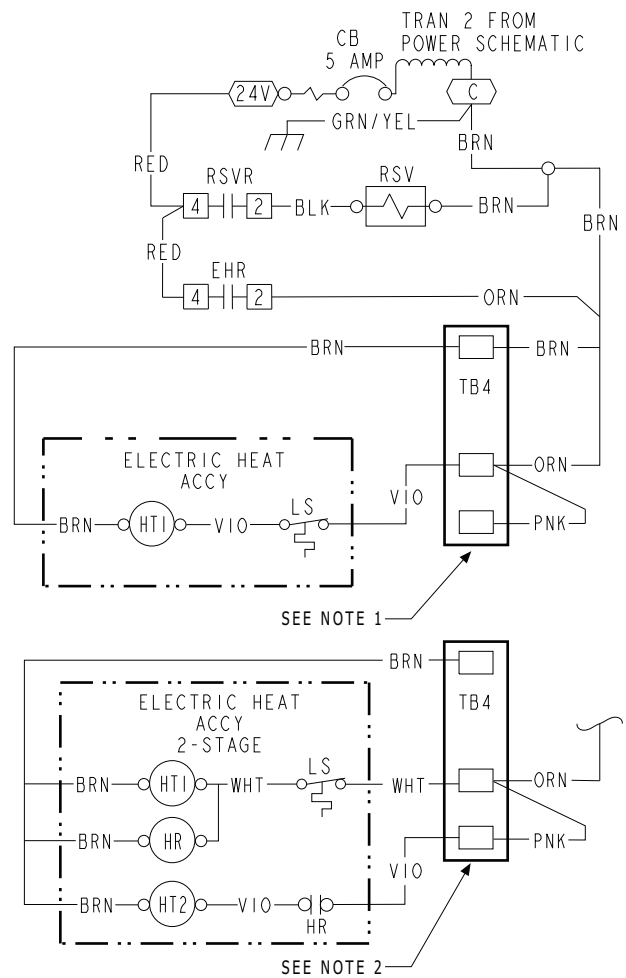 TRAN 2 FROM
POWER SCHEMATIC
CB
5 AMP
24V
C
GRN/YEL
BRN
RED
RSVR
RSV
4
2
BLK
BRN
BRN
RED
EHR
4
2
ORN
BRN
BRN
TB4
ELECTRIC HEAT
ACCY
ORN
VIO
LS
BRN
HT1
VIO
PNK
SEE NOTE 1
BRN
TB4
ELECTRIC HEAT
ACCY
2-STAGE
LS
BRN
HT1
WHT
WHT
ORN
BRN
HR
PNK
VIO
BRN
HT2
VIO
HR
SEE NOTE 2